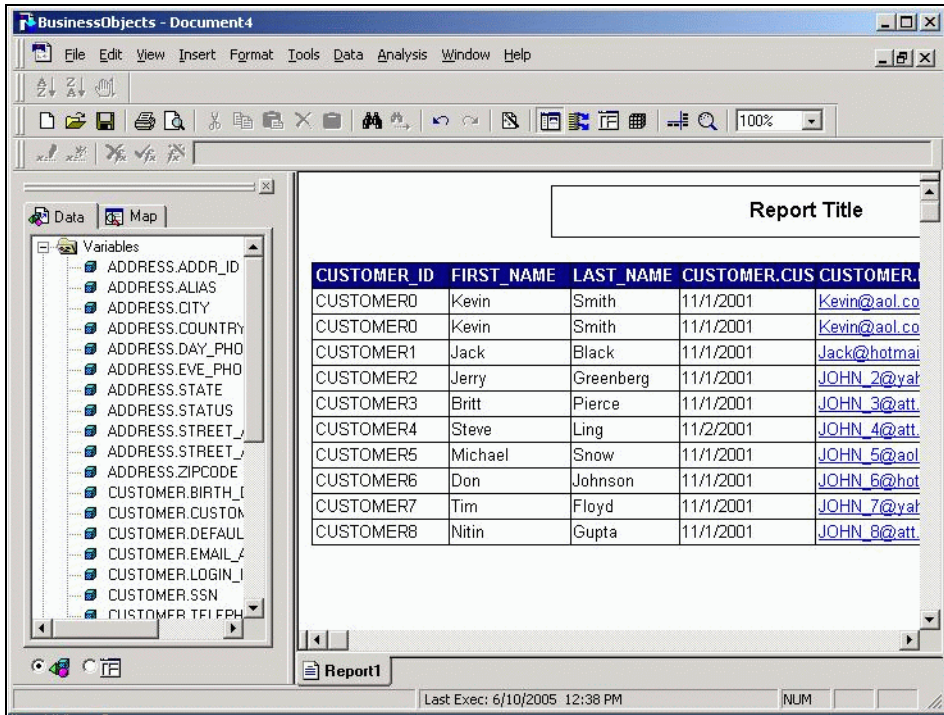 BusinessObjects - Document4
File Edit View Insert Format Tools Data Analysis Window Help
100%
Data Map
Variables
ADDRESS.ADDR_ID
ADDRESS.ALIAS
ADDRESS.CITY
ADDRESS.COUNTRY
ADDRESS.DAY_PHO
ADDRESS.EVE_PHO
ADDRESS.STATE
ADDRESS.STATUS
ADDRESS.STREET_
ADDRESS.STREET_
ADDRESS.ZIPCODE
CUSTOMER.BIRTH_
CUSTOMER.CUSTOM
CUSTOMER.DEFAUL
CUSTOMER.EMAIL_
CUSTOMER.LOGIN_
CUSTOMER.SSN
CUSTOMER.TELEPH
Report Title
CUSTOMER_ID FIRST_NAME LAST_NAME CUSTOMER.CUS CUSTOMER.
CUSTOMER0 Kevin Smith 11/1/2001 Kevin@aol.co
CUSTOMER0 Kevin Smith 11/1/2001 Kevin@aol.co
CUSTOMER1 Jack Black 11/1/2001 Jack@hotmai
CUSTOMER2 Jerry Greenberg 11/1/2001 JOHN_2@yah
CUSTOMER3 Britt Pierce 11/1/2001 JOHN_3@att.
CUSTOMER4 Steve Ling 11/2/2001 JOHN_4@att.
CUSTOMER5 Michael Snow 11/1/2001 JOHN_5@aol
CUSTOMER6 Don Johnson 11/1/2001 JOHN_6@hot
CUSTOMER7 Tim Floyd 11/1/2001 JOHN_7@yah
CUSTOMER8 Nitin Gupta 11/1/2001 JOHN_8@att.
Report1
Last Exec: 6/10/2005 12:38 PM NUM